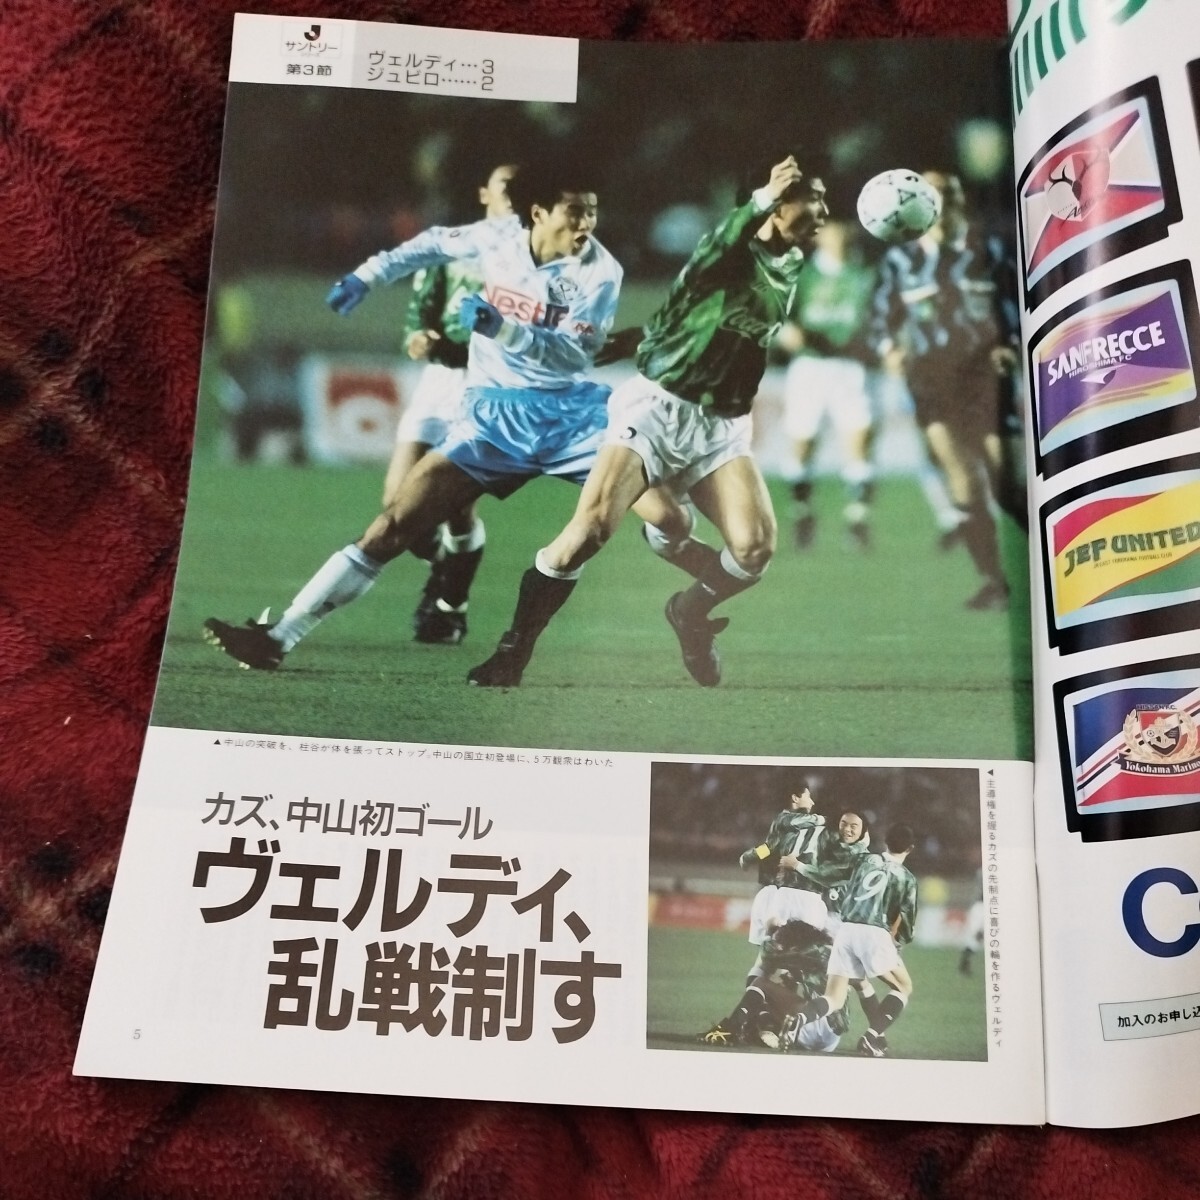 J
サントリー
第3節
ヴェルディ…3
ジュビロ……2
Vestir
▲中山の突破を、柱谷が体を張ってストップ。中山の国立初登場に、5万観衆はわいた
カズ、中山初ゴール
ヴェルディ、
乱戦制す
11
9
▲主導権を握るカズの先制点に喜びの輪を作るヴェルディ
5
SANFRECCE
HIROSHIMA FC
JEF UNITED
Yokohama Marinos
C
加入のお申し込